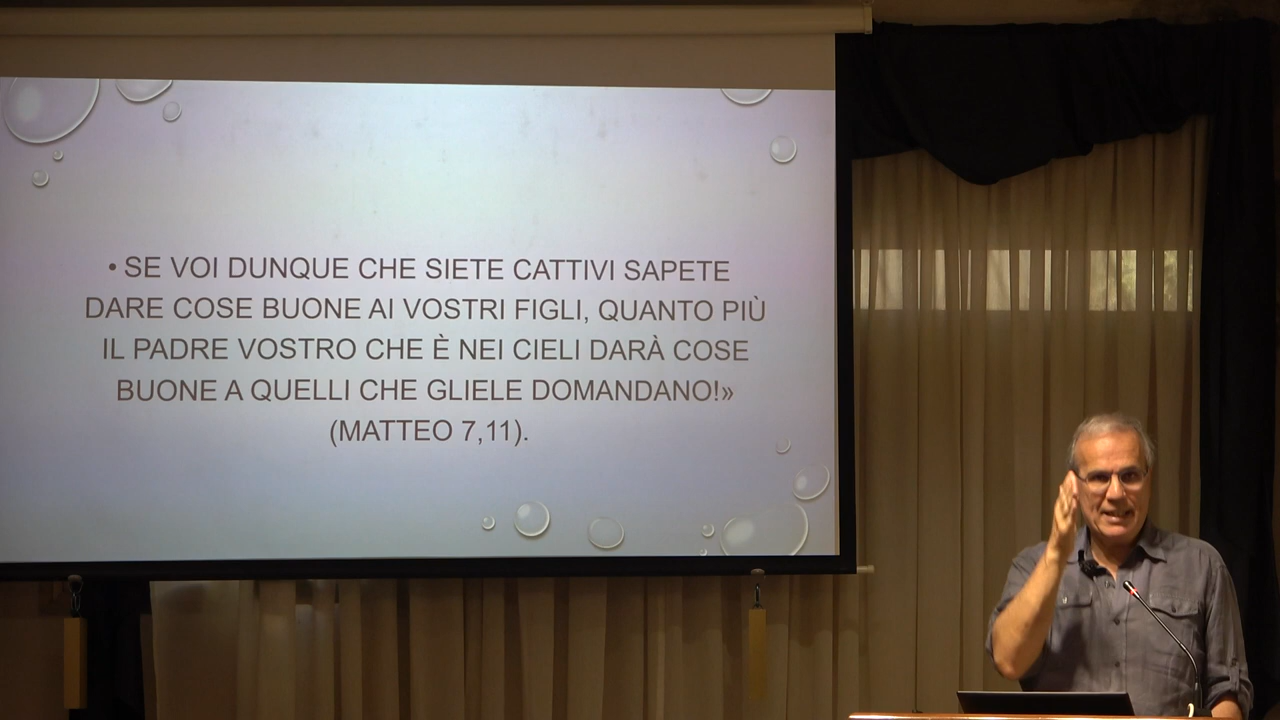 • SE VOI DUNQUE CHE SIETE CATTIVI SAPETE
DARE COSE BUONE AI VOSTRI FIGLI, QUANTO PIÙ
IL PADRE VOSTRO CHE È NEI CIELI DARÀ COSE
BUONE A QUELLI CHE GLIELE DOMANDANO!»
(MATTEO 7,11).